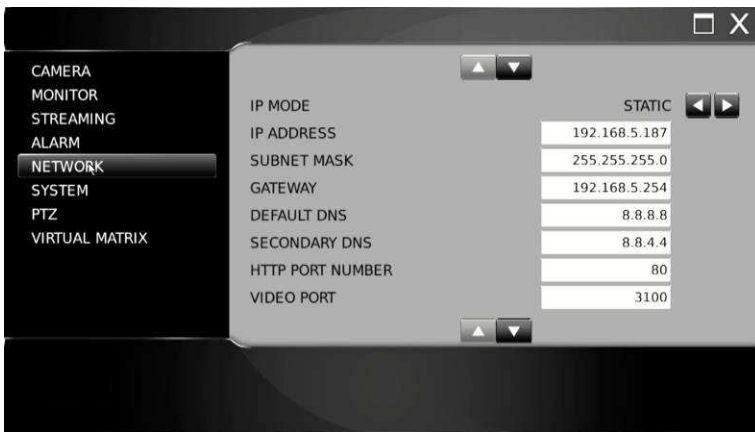 X
CAMERA
MONITOR
STREAMING
ALARM
NETWORK
SYSTEM
PTZ
VIRTUAL MATRIX
IP MODE STATIC
IP ADDRESS 192.168.5.187
SUBNET MASK 255.255.255.0
GATEWAY 192.168.5.254
DEFAULT DNS 8.8.8.8
SECONDARY DNS 8.8.4.4
HTTP PORT NUMBER 80
VIDEO PORT 3100